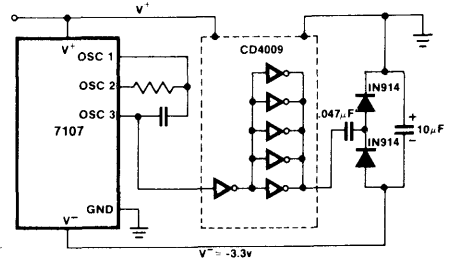 V+
V+
OSC 1
OSC 2
OSC 3
7107
GND
V−
CD4009
.047μF
IN914
IN914
+
10μF
−
V− = -3.3v